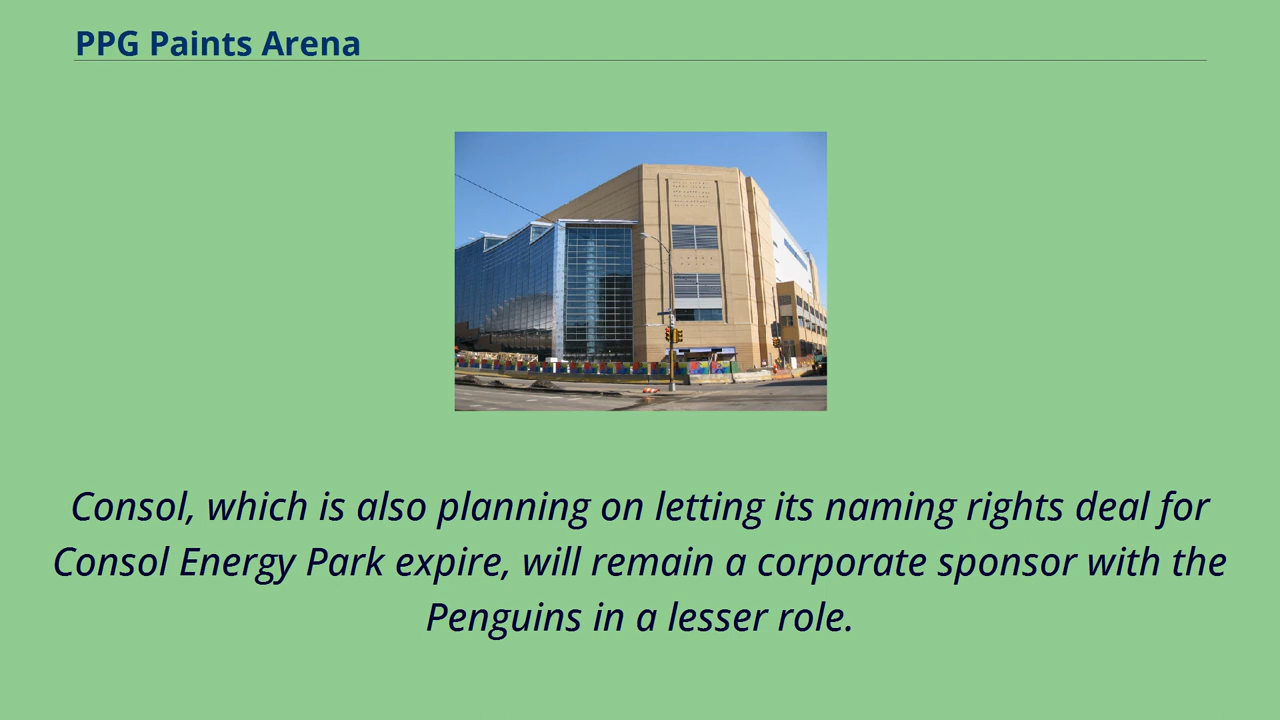 PPG Paints Arena
Consol, which is also planning on letting its naming rights deal for
Consol Energy Park expire, will remain a corporate sponsor with the
Penguins in a lesser role.